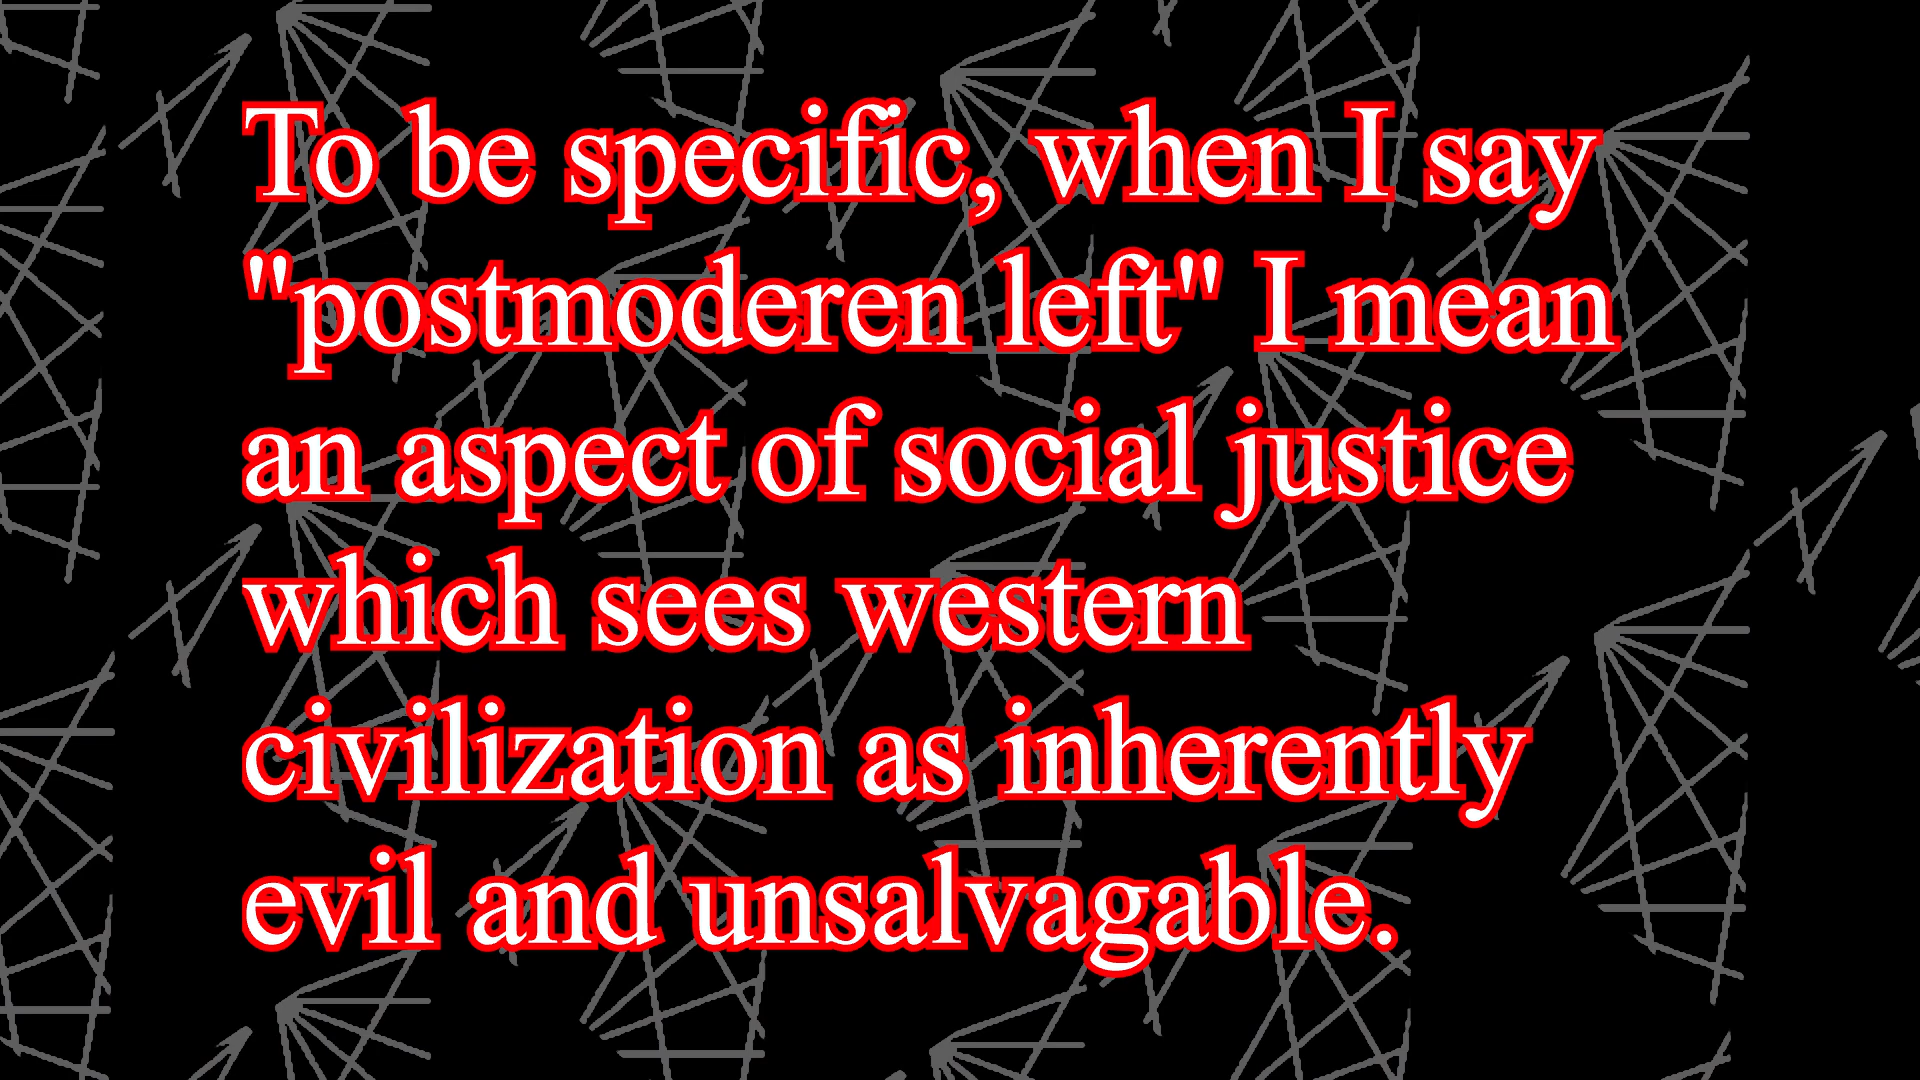 To be specific, when I say
"postmoderen left" I mean
an aspect of social justice
which sees western
civilization as inherently
evil and unsalvagable.